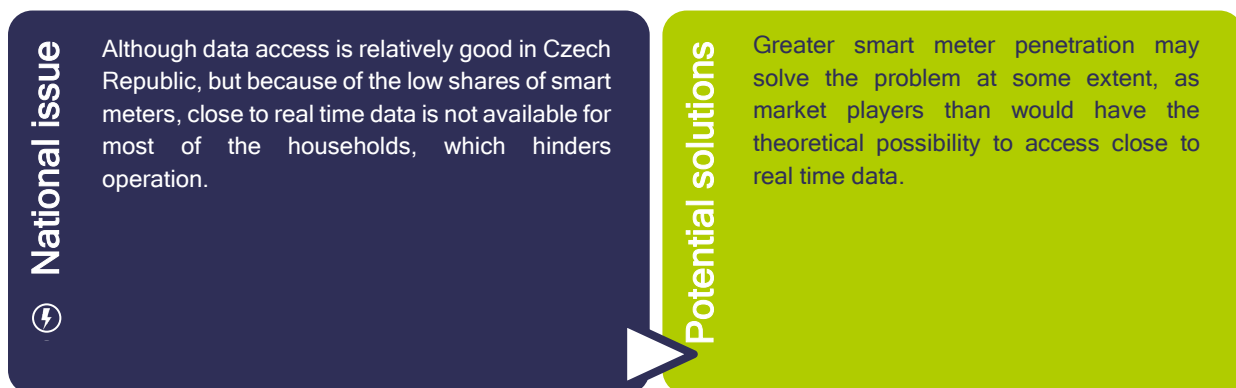 National issue
Although data access is relatively good in Czech
Republic, but because of the low shares of smart
meters, close to real time data is not available for
most of the households, which hinders
operation.
Potential solutions
Greater smart meter penetration may
solve the problem at some extent, as
market players than would have the
theoretical possibility to access close to
real time data.